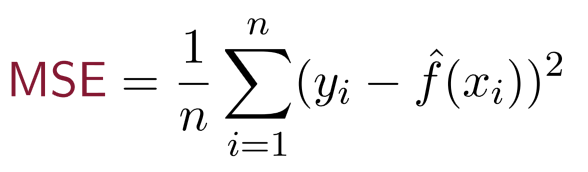 MSE = \frac{1}{n} \sum_{i=1}^{n} (y_i - \hat{f}(x_i))^2